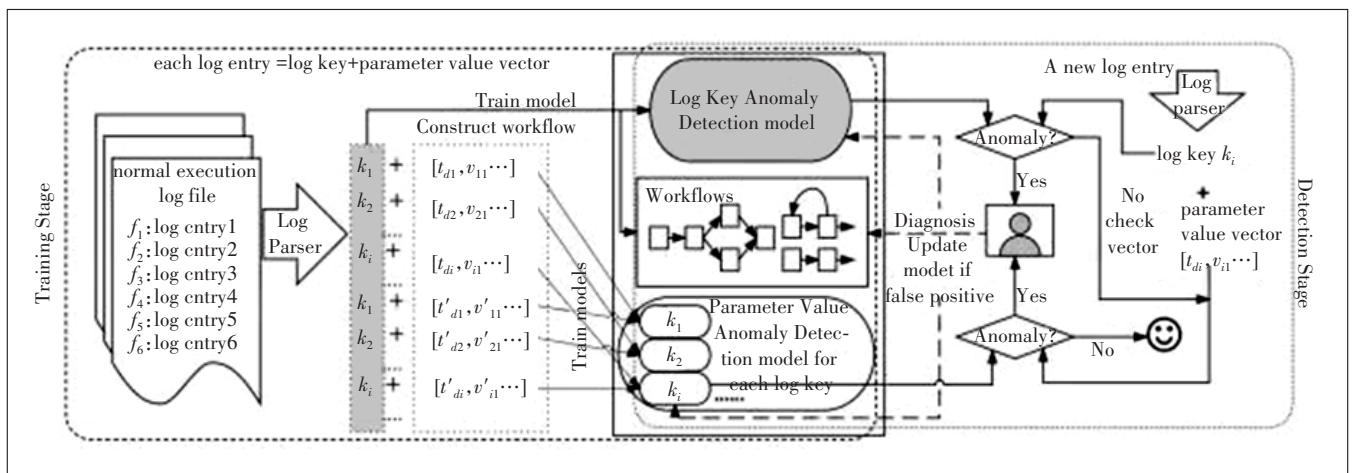 each log entry =log key+parameter value vector
Training Stage
normal execution
log file
f1:log cntry1
f2:log cntry2
f3:log cntry3
f4:log cntry4
f5:log cntry5
f6:log cntry6
Log
Parser
Train model
Construct workflow
k1 + [td1,v11…]
k2 + [td2,v21…]
...
ki + [tdi,vi1…]
...
k1 + [t'd1,v'11…]
k2 + [t'd2,v'21…]
...
ki + [t'di,v'i1…]
...
Train models
Log Key Anomaly
Detection model
Workflows
Parameter Value
Anomaly Detec-
tion model for
each log key
k1
k2
ki
......
Diagnosis
Update
modet if
false positive
A new log entry
Log
parser
Anomaly?
log key ki
+
parameter
value vector
[tdi,vi1…]
Yes
No
check
vector
Yes
Anomaly?
No
Detection Stage